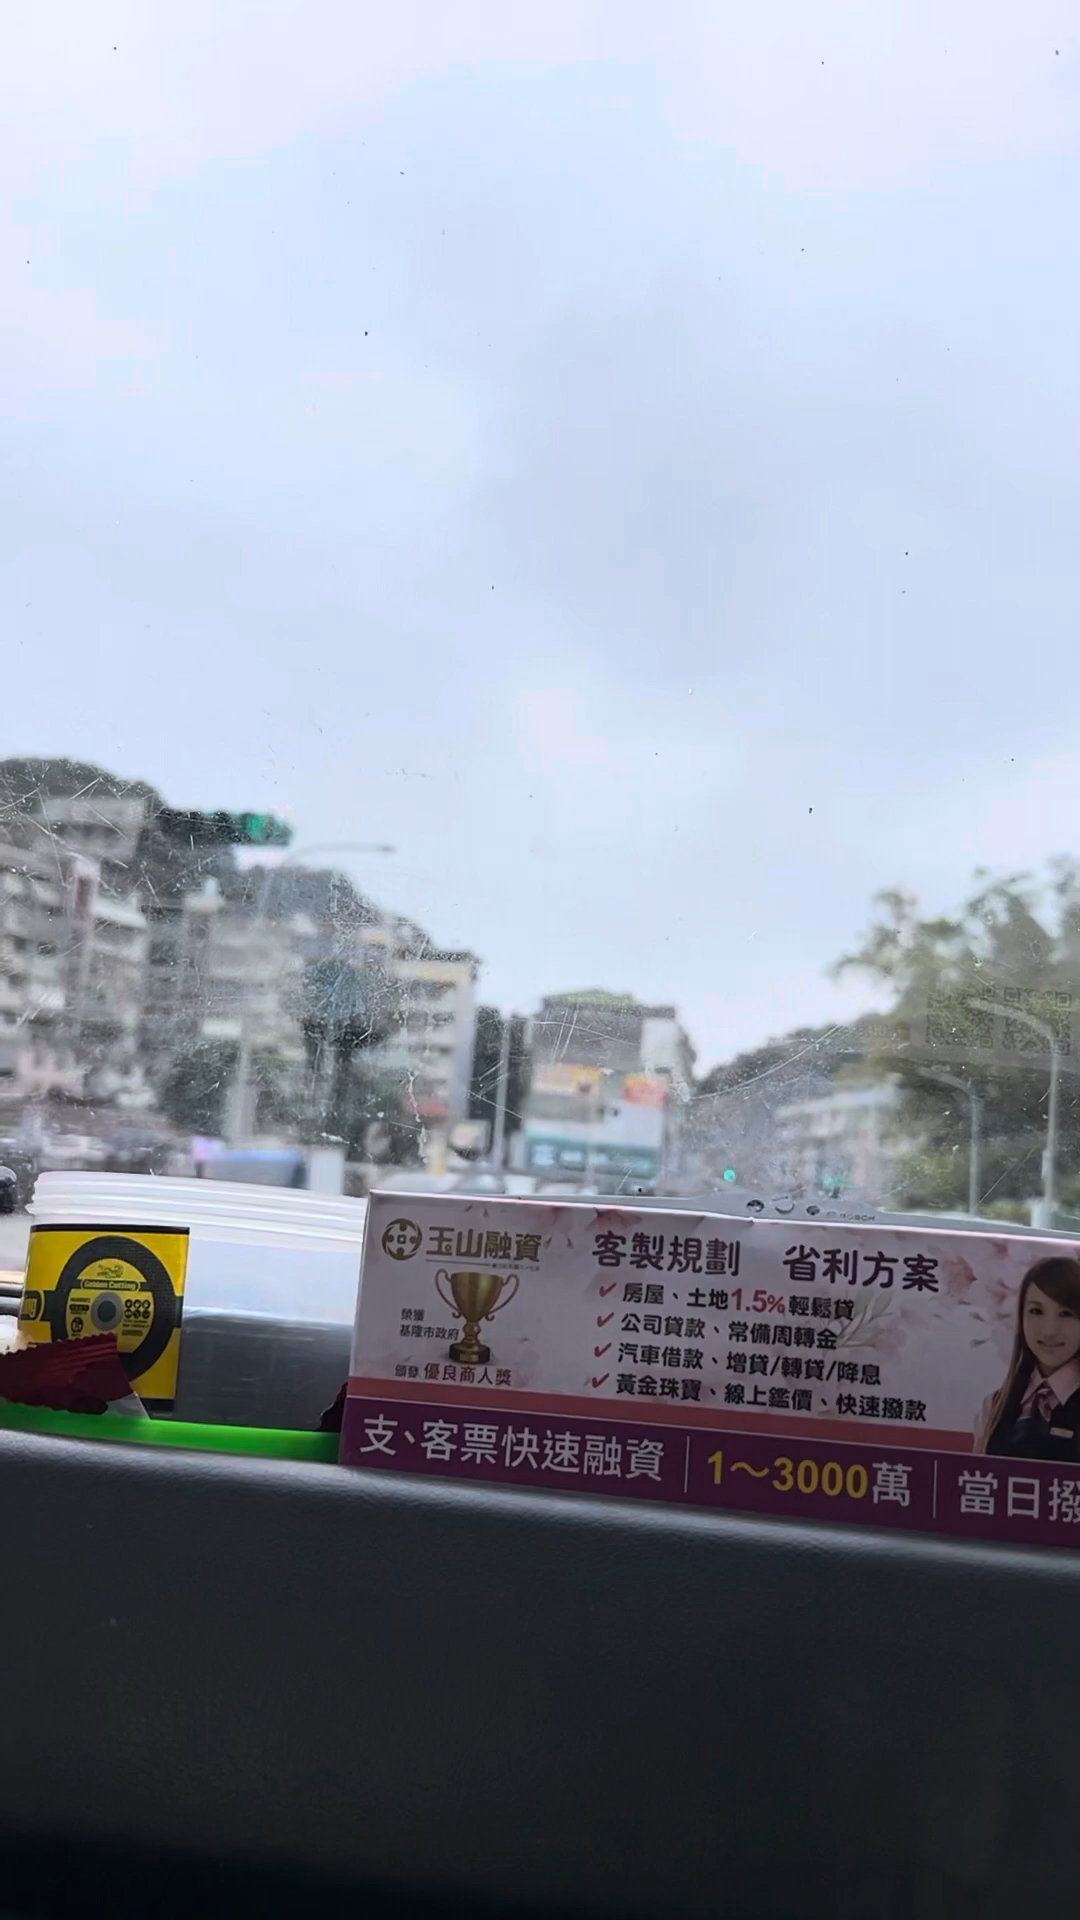 Golden Cutting
玉山融資
榮獲
基隆市政府
頒發 優良商人獎
客製規劃 省利方案
✓ 房屋、土地1.5%輕鬆貸
✓ 公司貸款、常備周轉金
✓ 汽車借款、增貸/轉貸/降息
✓ 黃金珠寶、線上鑑價、快速撥款
支、客票快速融資 | 1～3000萬 | 當日撥